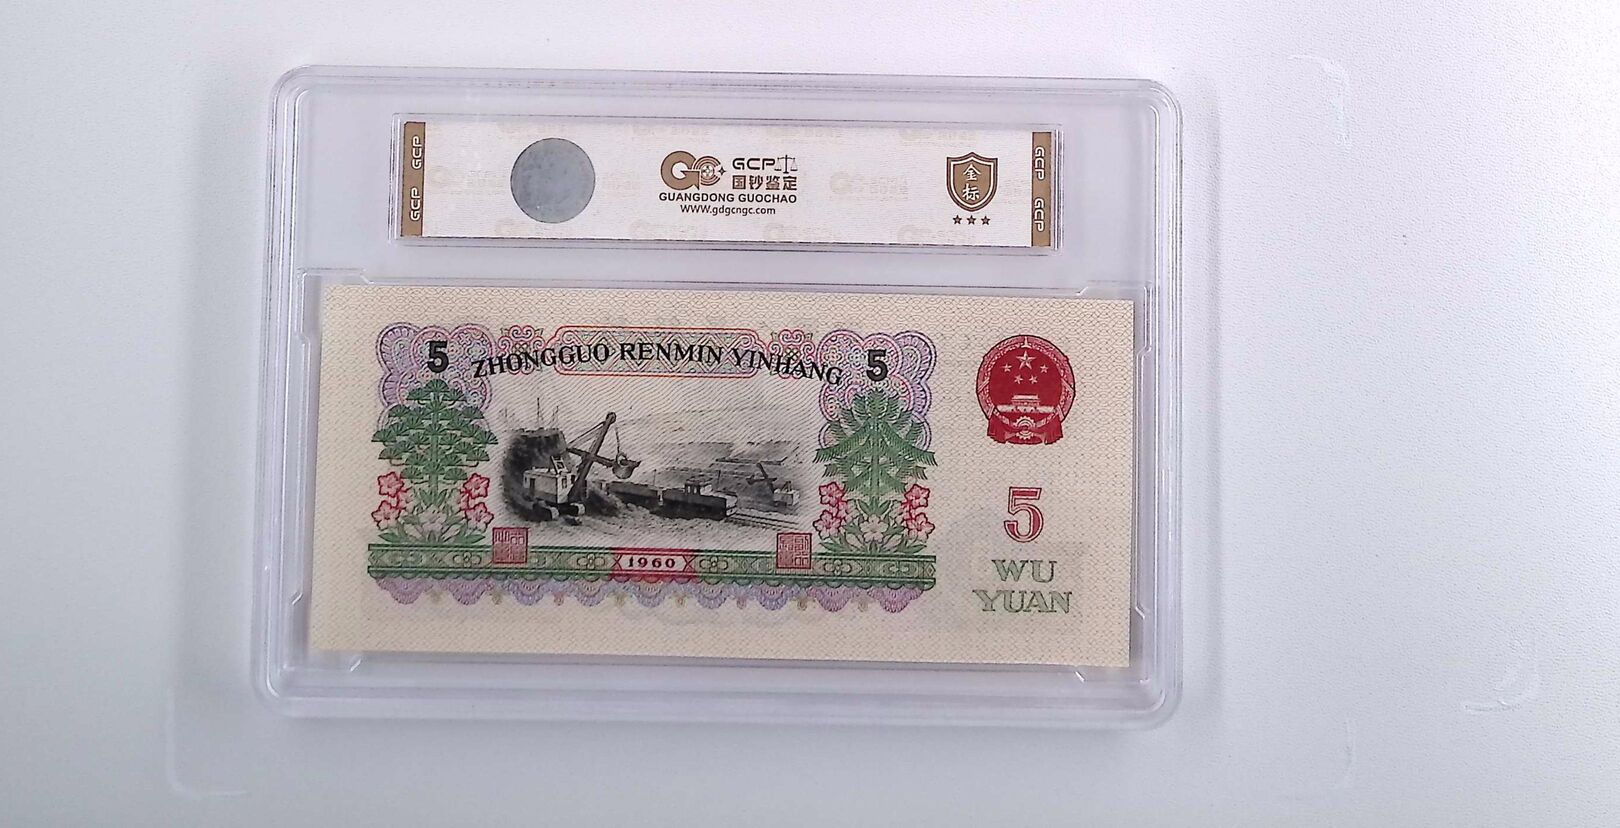 GCP GCP
GCP
国钞鉴定
GUANGDONG GUOCHAO
www.gdgcngc.com
金标
GCP GCP
5 ZHONGGUO RENMIN YINHANG 5
1960
5
WU
YUAN